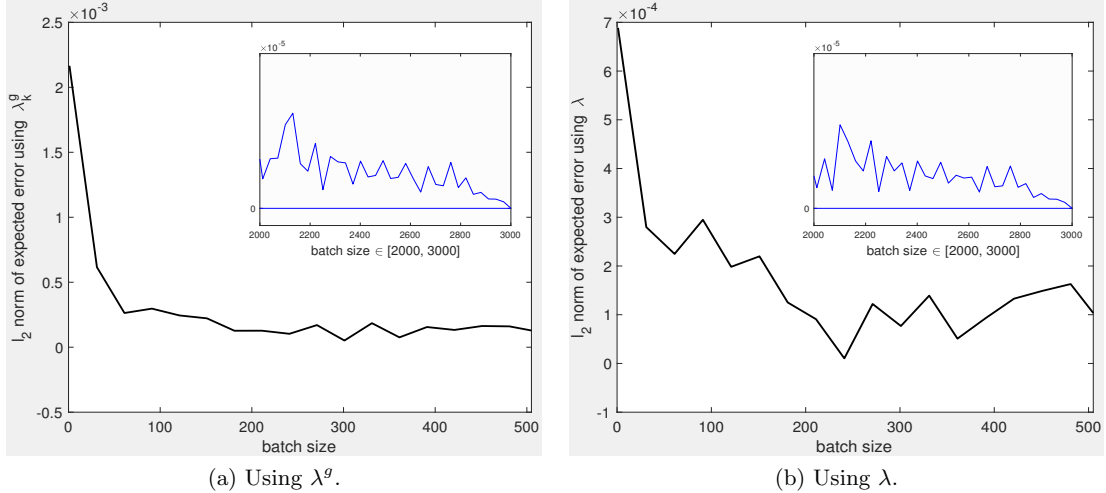 ×10⁻³
2.5
2
1.5
1
0.5
0
-0.5
0 100 200 300 400 500
batch size
l₂ norm of expected error using λₖᵍ
×10⁻⁵
0
2000 2200 2400 2600 2800 3000
batch size ∈ [2000, 3000]
(a) Using λᵍ.
×10⁻⁴
7
6
5
4
3
2
1
0
-1
0 100 200 300 400 500
batch size
l₂ norm of expected error using λ
×10⁻⁵
0
2000 2200 2400 2600 2800 3000
batch size ∈ [2000, 3000]
(b) Using λ.